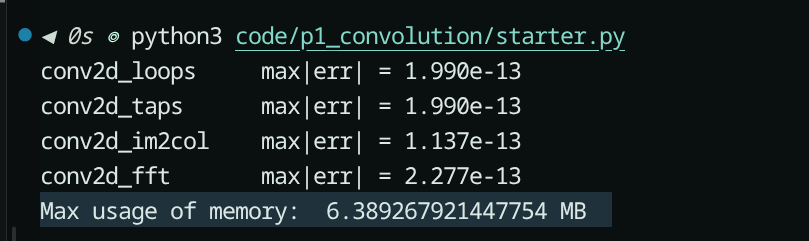 ◀ 0s ⊚ python3 code/p1_convolution/starter.py
conv2d_loops     max|err| = 1.990e-13
conv2d_taps      max|err| = 1.990e-13
conv2d_im2col    max|err| = 1.137e-13
conv2d_fft       max|err| = 2.277e-13
Max usage of memory:  6.389267921447754 MB